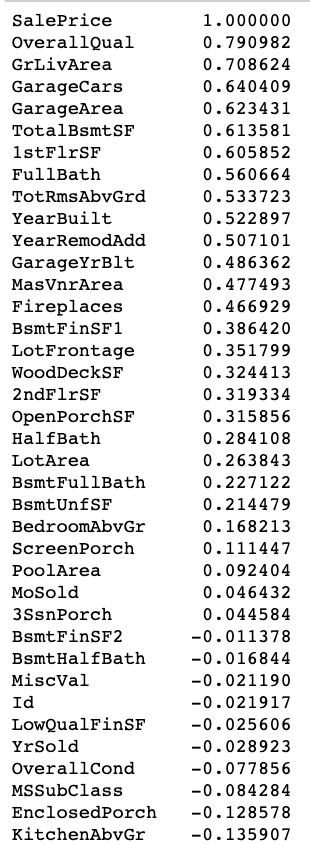 SalePrice 1.000000
OverallQual 0.790982
GrLivArea 0.708624
GarageCars 0.640409
GarageArea 0.623431
TotalBsmtSF 0.613581
1stFlrSF 0.605852
FullBath 0.560664
TotRmsAbvGrd 0.533723
YearBuilt 0.522897
YearRemodAdd 0.507101
GarageYrBlt 0.486362
MasVnrArea 0.477493
Fireplaces 0.466929
BsmtFinSF1 0.386420
LotFrontage 0.351799
WoodDeckSF 0.324413
2ndFlrSF 0.319334
OpenPorchSF 0.315856
HalfBath 0.284108
LotArea 0.263843
BsmtFullBath 0.227122
BsmtUnfSF 0.214479
BedroomAbvGr 0.168213
ScreenPorch 0.111447
PoolArea 0.092404
MoSold 0.046432
3SsnPorch 0.044584
BsmtFinSF2 -0.011378
BsmtHalfBath -0.016844
MiscVal -0.021190
Id -0.021917
LowQualFinSF -0.025606
YrSold -0.028923
OverallCond -0.077856
MSSubClass -0.084284
EnclosedPorch -0.128578
KitchenAbvGr -0.135907